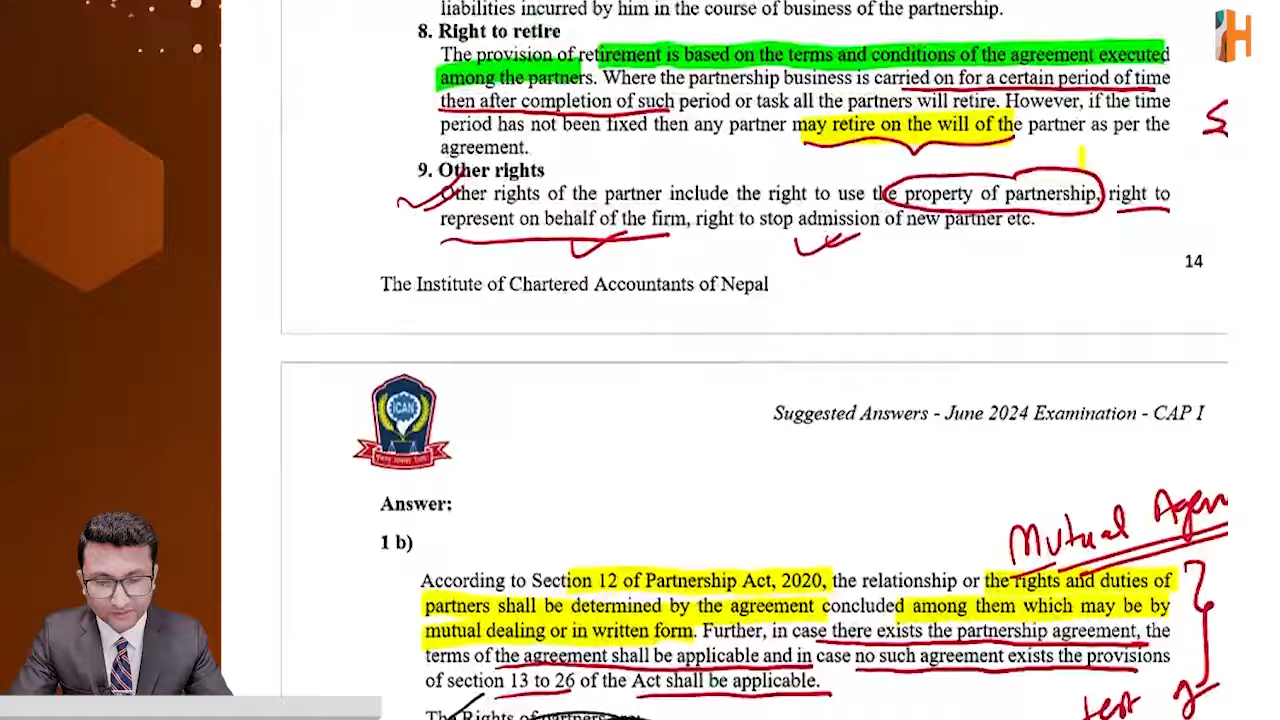 liabilities incurred by him in the course of business of the partnership.
8. Right to retire
The provision of retirement is based on the terms and conditions of the agreement executed
among the partners. Where the partnership business is carried on for a certain period of time
then after completion of such period or task all the partners will retire. However, if the time
period has not been fixed then any partner may retire on the will of the partner as per the
agreement.
9. Other rights
Other rights of the partner include the right to use the property of partnership, right to
represent on behalf of the firm, right to stop admission of new partner etc.
14
The Institute of Chartered Accountants of Nepal
ICAN
Suggested Answers - June 2024 Examination - CAP I
Answer:
Mutual Agen
1 b)
According to Section 12 of Partnership Act, 2020, the relationship or the rights and duties of
partners shall be determined by the agreement concluded among them which may be by
mutual dealing or in written form. Further, in case there exists the partnership agreement, the
terms of the agreement shall be applicable and in case no such agreement exists the provisions
of section 13 to 26 of the Act shall be applicable.
test
The Rights of partners are:
H